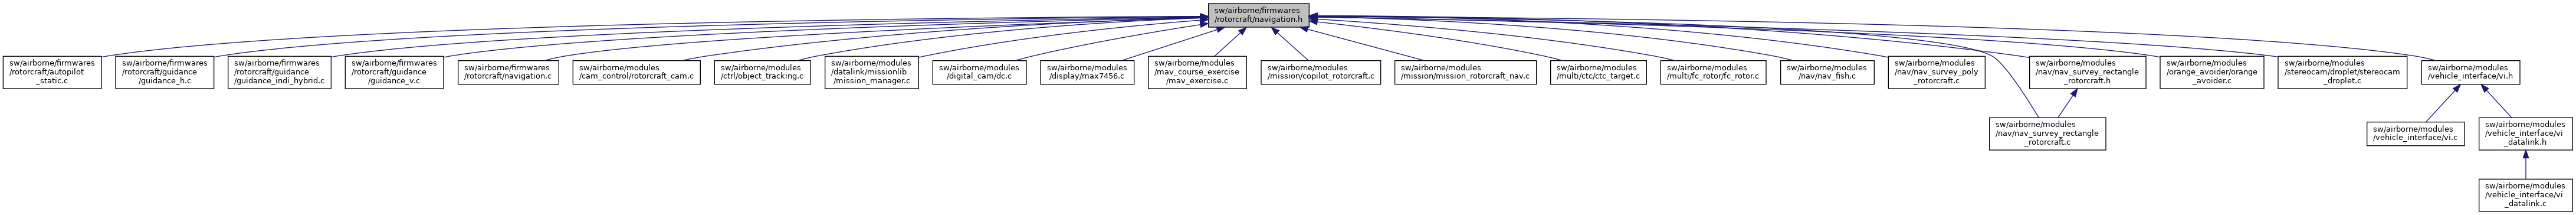 sw/airborne/firmwares
/rotorcraft/navigation.h
sw/airborne/firmwares
/rotorcraft/autopilot
_static.c
sw/airborne/firmwares
/rotorcraft/guidance
/guidance_h.c
sw/airborne/firmwares
/rotorcraft/guidance
/guidance_indi_hybrid.c
sw/airborne/firmwares
/rotorcraft/guidance
/guidance_v.c
sw/airborne/firmwares
/rotorcraft/navigation.c
sw/airborne/modules
/cam_control/rotorcraft_cam.c
sw/airborne/modules
/ctrl/object_tracking.c
sw/airborne/modules
/datalink/missionlib
/mission_manager.c
sw/airborne/modules
/digital_cam/dc.c
sw/airborne/modules
/display/max7456.c
sw/airborne/modules
/mav_course_exercise
/mav_exercise.c
sw/airborne/modules
/mission/copilot_rotorcraft.c
sw/airborne/modules
/mission/mission_rotorcraft_nav.c
sw/airborne/modules
/multi/ctc/ctc_target.c
sw/airborne/modules
/multi/fc_rotor/fc_rotor.c
sw/airborne/modules
/nav/nav_fish.c
sw/airborne/modules
/nav/nav_survey_poly
_rotorcraft.c
sw/airborne/modules
/nav/nav_survey_rectangle
_rotorcraft.h
sw/airborne/modules
/orange_avoider/orange
_avoider.c
sw/airborne/modules
/stereocam/droplet/stereocam
_droplet.c
sw/airborne/modules
/vehicle_interface/vi.h
sw/airborne/modules
/nav/nav_survey_rectangle
_rotorcraft.c
sw/airborne/modules
/vehicle_interface/vi.c
sw/airborne/modules
/vehicle_interface/vi
_datalink.h
sw/airborne/modules
/vehicle_interface/vi
_datalink.c